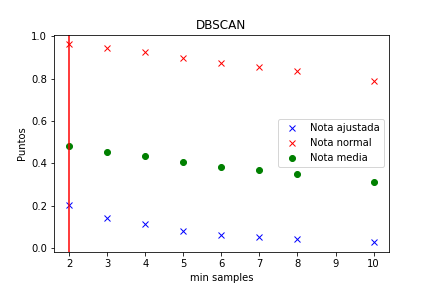 DBSCAN
1.0
0.8
0.6
0.4
0.2
0.0
Puntos
Nota ajustada
Nota normal
Nota media
2 3 4 5 6 7 8 9 10
min samples